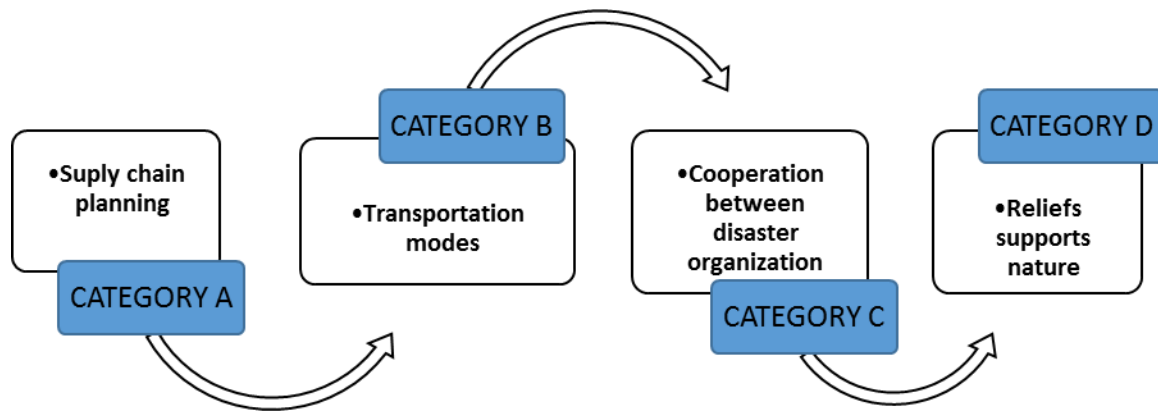 •Suply chain
planning
CATEGORY A
CATEGORY B
•Transportation
modes
•Cooperation
between
disaster
organization
CATEGORY C
CATEGORY D
•Reliefs
supports
nature